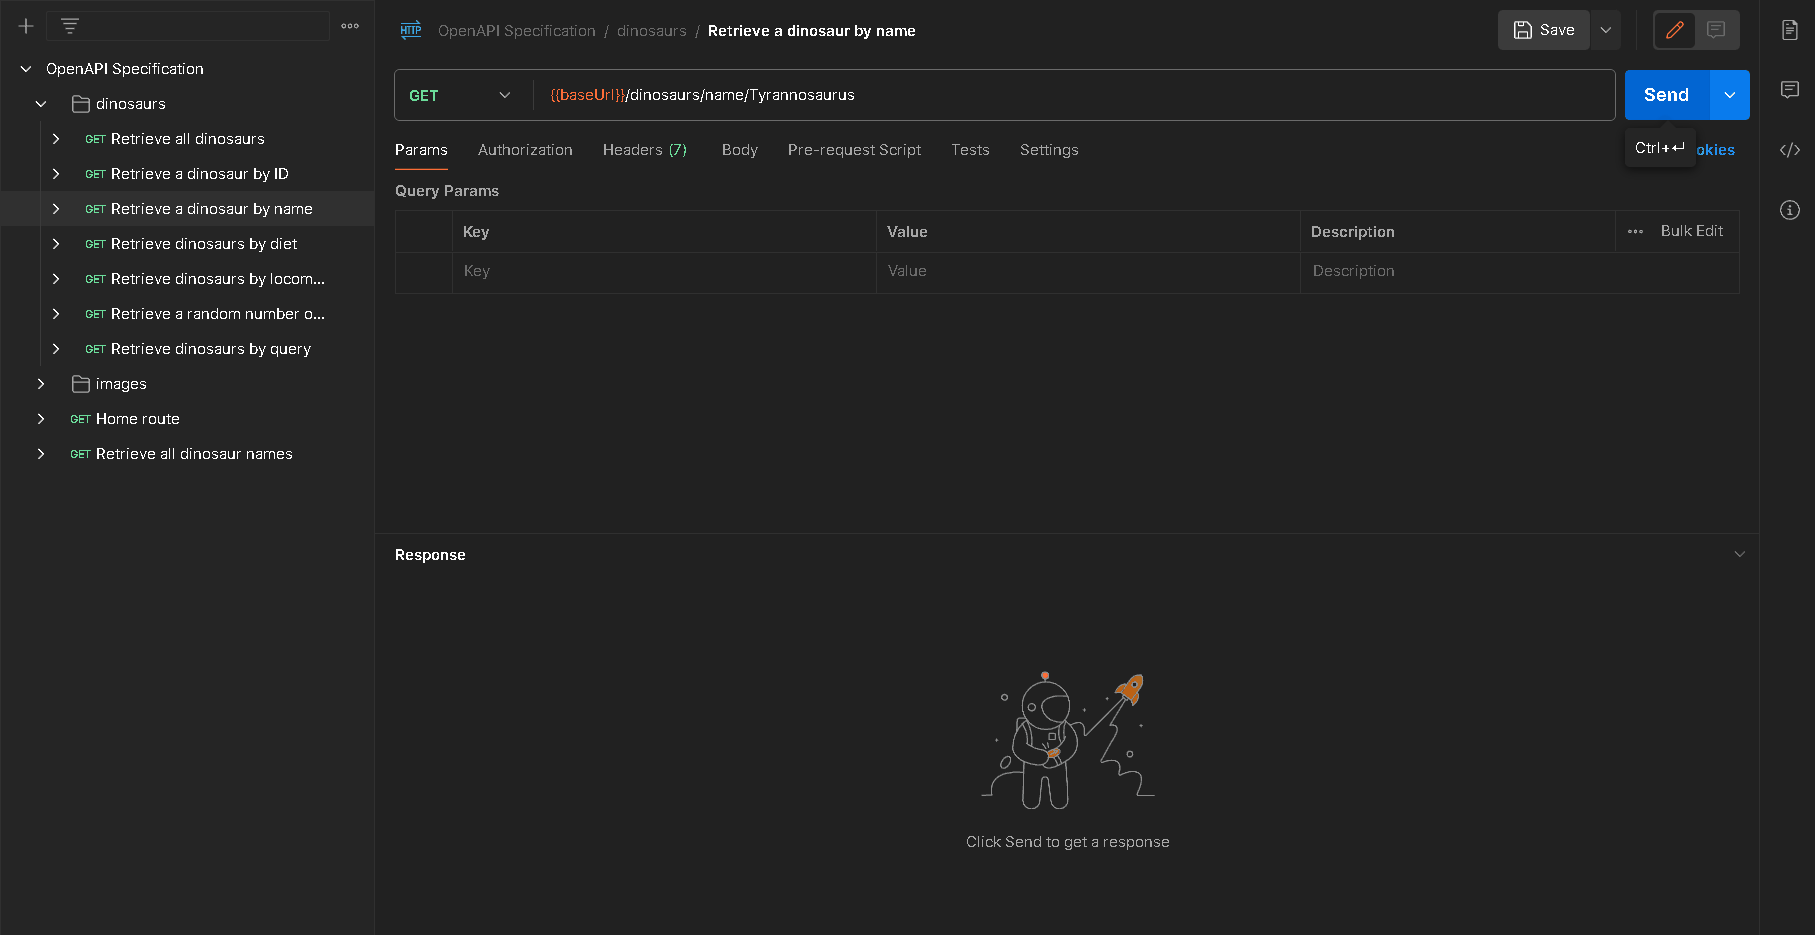 HTTP OpenAPI Specification / dinosaurs / Retrieve a dinosaur by name
Save
OpenAPI Specification
dinosaurs
GET Retrieve all dinosaurs
GET Retrieve a dinosaur by ID
GET Retrieve a dinosaur by name
GET Retrieve dinosaurs by diet
GET Retrieve dinosaurs by locom...
GET Retrieve a random number o...
GET Retrieve dinosaurs by query
images
GET Home route
GET Retrieve all dinosaur names
GET {{baseUrl}}/dinosaurs/name/Tyrannosaurus
Send
Ctrl+↵
okies
Params Authorization Headers (7) Body Pre-request Script Tests Settings
Query Params
Key Value Description Bulk Edit
Key Value Description
Response
Click Send to get a response